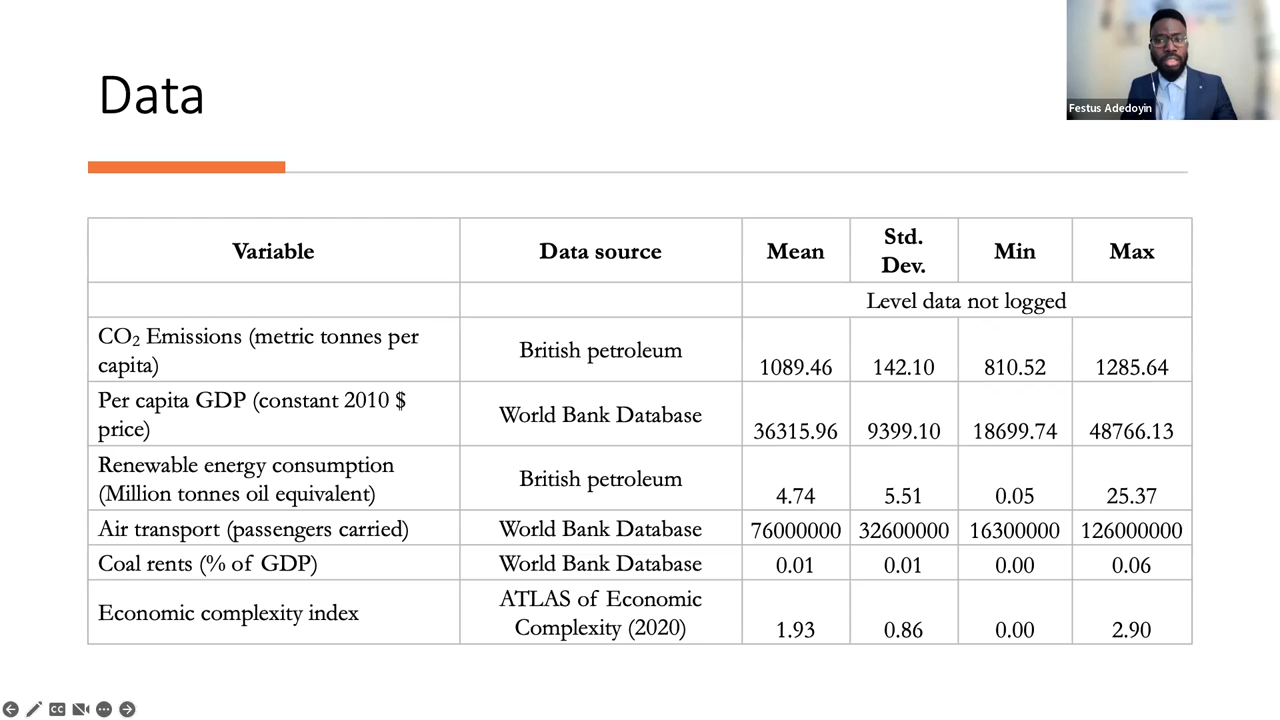 Data
Festus Adedoyin
Variable Data source Mean Std. Dev. Min Max
Level data not logged
CO₂ Emissions (metric tonnes per capita) British petroleum 1089.46 142.10 810.52 1285.64
Per capita GDP (constant 2010 $ price) World Bank Database 36315.96 9399.10 18699.74 48766.13
Renewable energy consumption (Million tonnes oil equivalent) British petroleum 4.74 5.51 0.05 25.37
Air transport (passengers carried) World Bank Database 76000000 32600000 16300000 126000000
Coal rents (% of GDP) World Bank Database 0.01 0.01 0.00 0.06
Economic complexity index ATLAS of Economic Complexity (2020) 1.93 0.86 0.00 2.90
CC